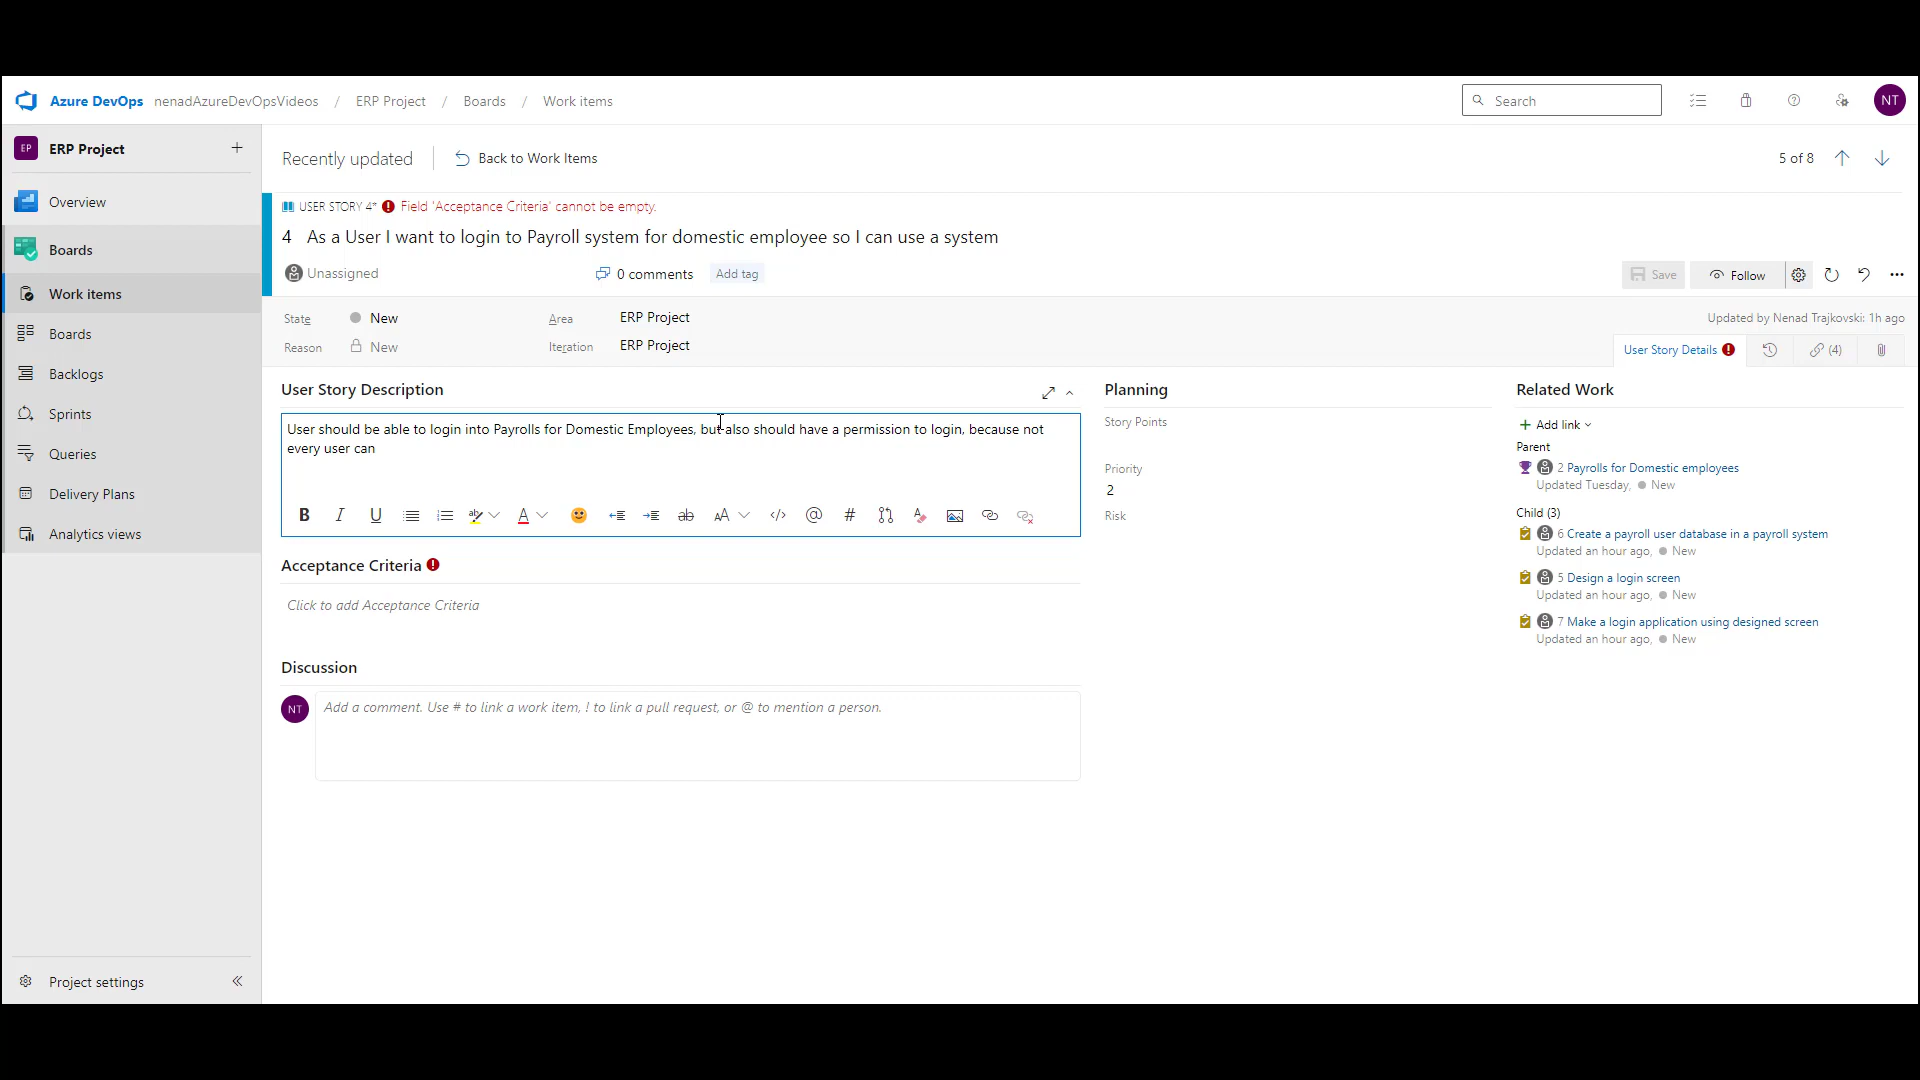 Azure DevOps nenadAzureDevOpsVideos / ERP Project / Boards / Work items
Search
NT
EP ERP Project
Overview
Boards
Work items
Boards
Backlogs
Sprints
Queries
Delivery Plans
Analytics views
Project settings
Recently updated
Back to Work Items
5 of 8
USER STORY 4* Field 'Acceptance Criteria' cannot be empty.
4 As a User I want to login to Payroll system for domestic employee so I can use a system
Unassigned
0 comments
Add tag
Save
Follow
State New
Area ERP Project
Updated by Nenad Trajkovski: 1h ago
Reason New
Iteration ERP Project
User Story Details
(4)
User Story Description
User should be able to login into Payrolls for Domestic Employees, but also should have a permission to login, because not
every user can
Acceptance Criteria
Click to add Acceptance Criteria
Discussion
NT
Add a comment. Use # to link a work item, ! to link a pull request, or @ to mention a person.
Planning
Story Points
Priority
2
Risk
Related Work
Add link
Parent
2 Payrolls for Domestic employees
Updated Tuesday, New
Child (3)
6 Create a payroll user database in a payroll system
Updated an hour ago, New
5 Design a login screen
Updated an hour ago, New
7 Make a login application using designed screen
Updated an hour ago, New